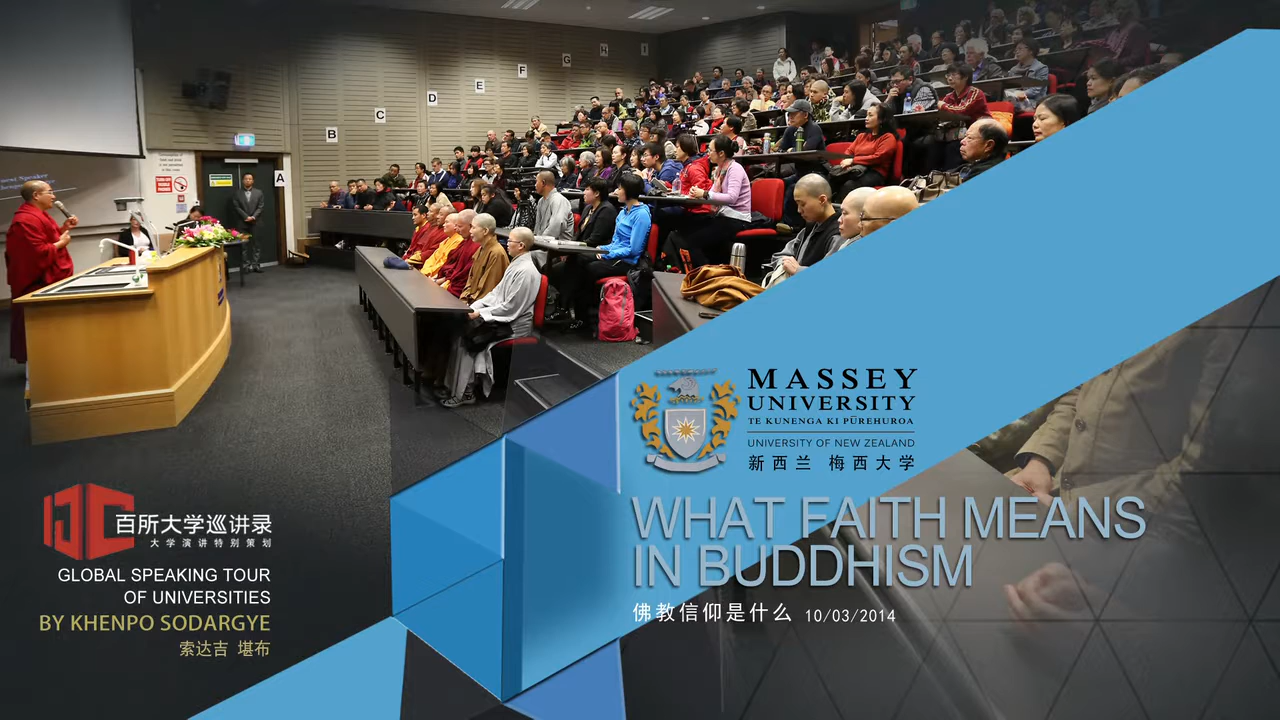 A
B
C
D
E
F
G
H
I
MASSEY
UNIVERSITY
TE KUNENGA KI PŪREHUROA
UNIVERSITY OF NEW ZEALAND
新西兰 梅西大学
WHAT FAITH MEANS
IN BUDDHISM
佛教信仰是什么 10/03/2014
百所大学巡讲录
大学演讲特别策划
GLOBAL SPEAKING TOUR
OF UNIVERSITIES
BY KHENPO SODARGYE
索达吉 堪布